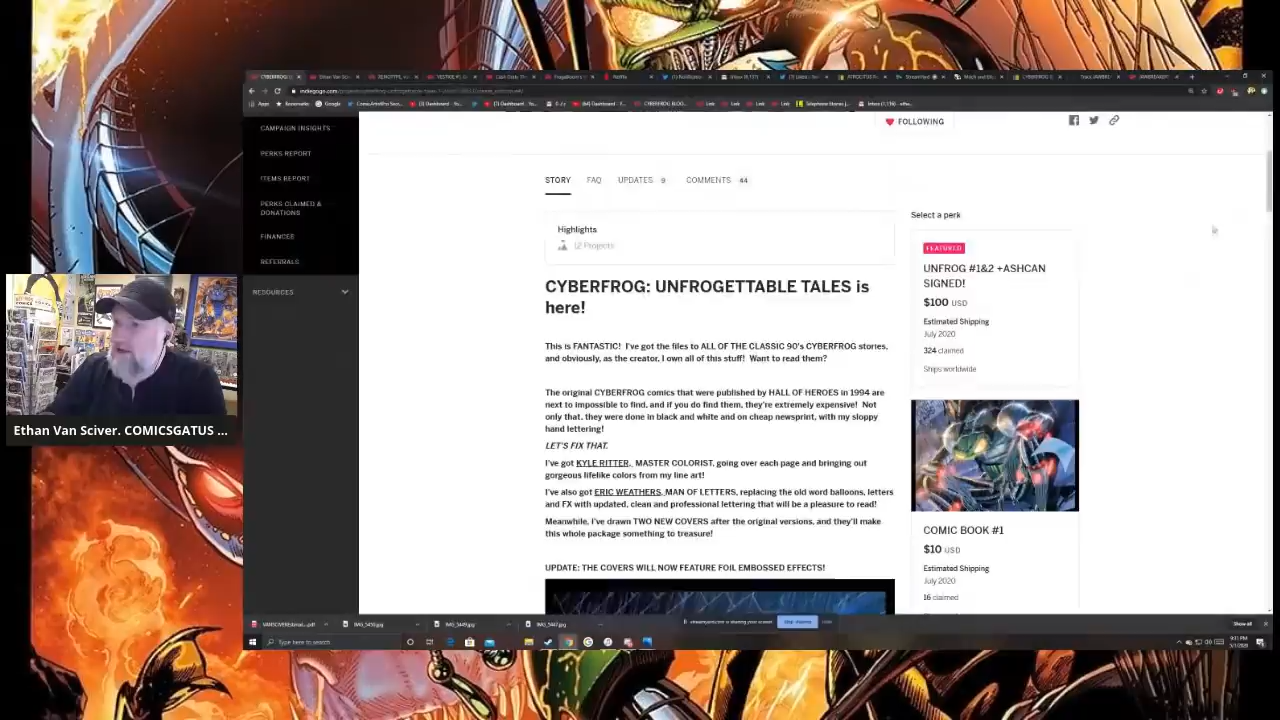 FOLLOWING
CAMPAIGN INSIGHTS
PERKS REPORT
ITEMS REPORT
PERKS CLAIMED &
DONATIONS
FINANCES
REFERRALS
RESOURCES
STORY FAQ UPDATES 9 COMMENTS 44
Highlights
12 Projects
CYBERFROG: UNFROGETTABLE TALES is
here!
This is FANTASTIC! I've got the files to ALL OF THE CLASSIC 90's CYBERFROG stories,
and obviously, as the creator, I own all of this stuff! Want to read them?
The original CYBERFROG comics that were published by HALL OF HEROES in 1994 are
next to impossible to find, and if you do find them, they're extremely expensive! Not
only that, they were done in black and white and on cheap newsprint, with my sloppy
hand lettering!
LET'S FIX THAT.
I've got KYLE RITTER, MASTER COLORIST, going over each page and bringing out
gorgeous lifelike colors from my line art!
I've also got ERIC WEATHERS, MAN OF LETTERS, replacing the old word balloons, letters
and FX with updated, clean and professional lettering that will be a pleasure to read!
Meanwhile, I've drawn TWO NEW COVERS after the original versions, and they'll make
this whole package something to treasure!
UPDATE: THE COVERS WILL NOW FEATURE FOIL EMBOSSED EFFECTS!
Select a perk
FEATURED
UNFROG #1&2 +ASHCAN
SIGNED!
$100 USD
Estimated Shipping
July 2020
324 claimed
Ships worldwide
COMIC BOOK #1
$10 USD
Estimated Shipping
July 2020
16 claimed
Ethan Van Sciver. COMICSGATUS ...
Show all
Type here to search